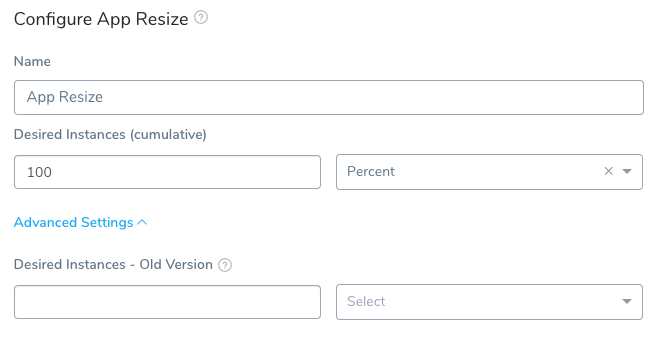 Configure App Resize ?
Name
App Resize
Desired Instances (cumulative)
100
Percent ×
Advanced Settings
Desired Instances - Old Version ?
Select